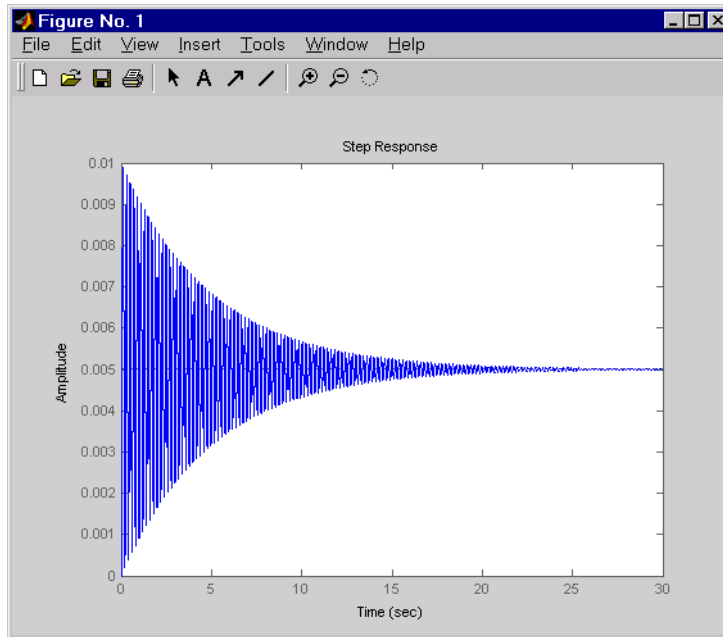 Figure No. 1
File Edit View Insert Tools Window Help
A
Step Response
0.01
0.009
0.008
0.007
0.006
0.005
0.004
0.003
0.002
0.001
0
Amplitude
0 5 10 15 20 25 30
Time (sec)